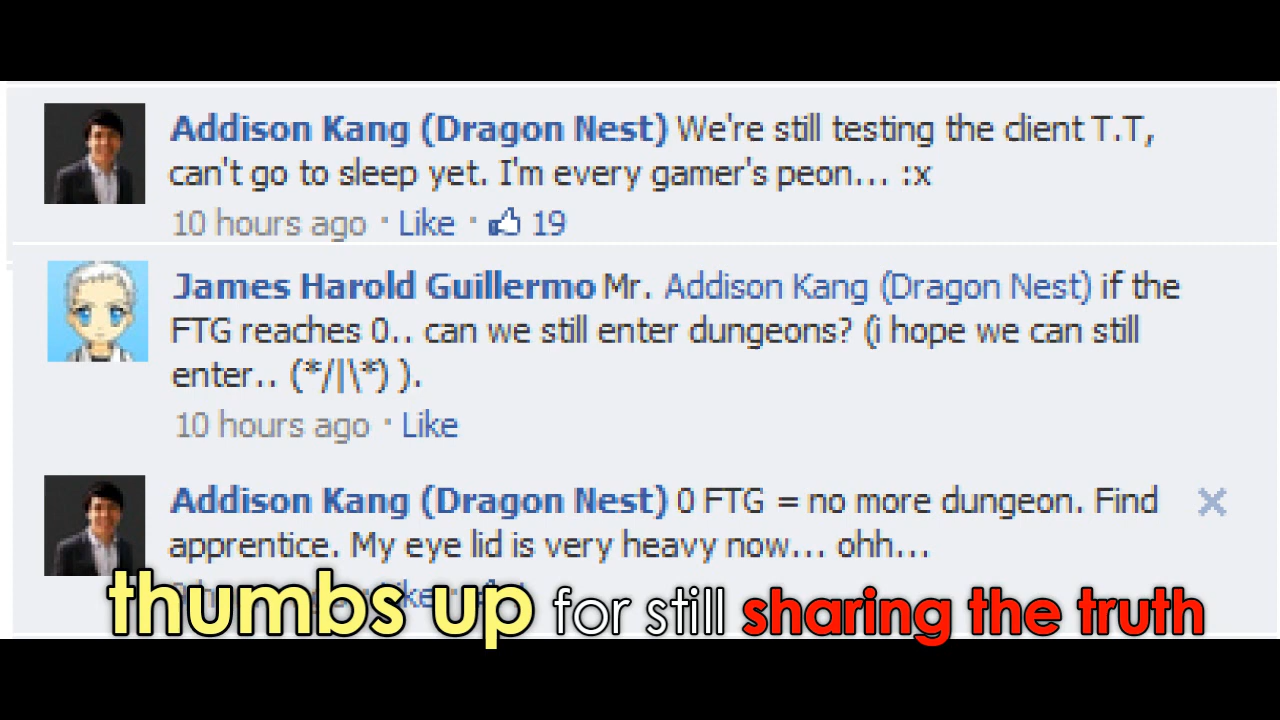 Addison Kang (Dragon Nest) We're still testing the client T.T,
can't go to sleep yet. I'm every gamer's peon... :x
10 hours ago · Like · 19
James Harold Guillermo Mr. Addison Kang (Dragon Nest) if the
FTG reaches 0.. can we still enter dungeons? (i hope we can still
enter.. (*/|\*) ).
10 hours ago · Like
Addison Kang (Dragon Nest) 0 FTG = no more dungeon. Find
apprentice. My eye lid is very heavy now... ohh...
thumbs up for still sharing the truth